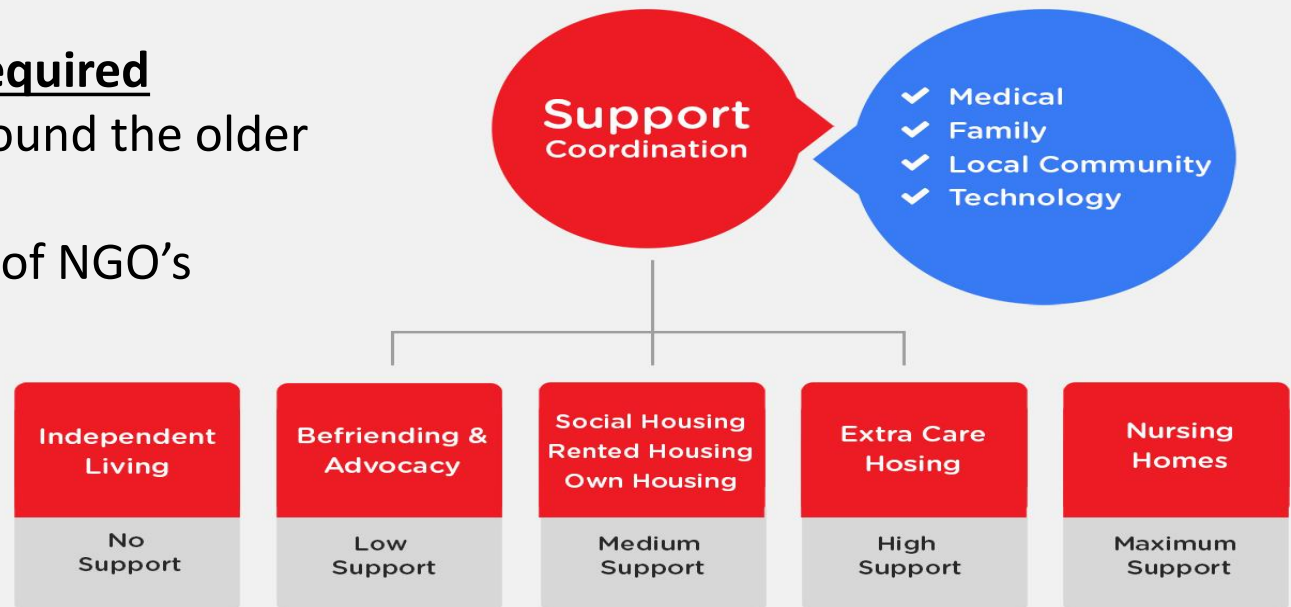 equired
ound the older
of NGO’s
Support
Coordination
Medical
Family
Local Community
Technology
Independent
Living
No
Support
Befriending &
Advocacy
Low
Support
Social Housing
Rented Housing
Own Housing
Medium
Support
Extra Care
Hosing
High
Support
Nursing
Homes
Maximum
Support